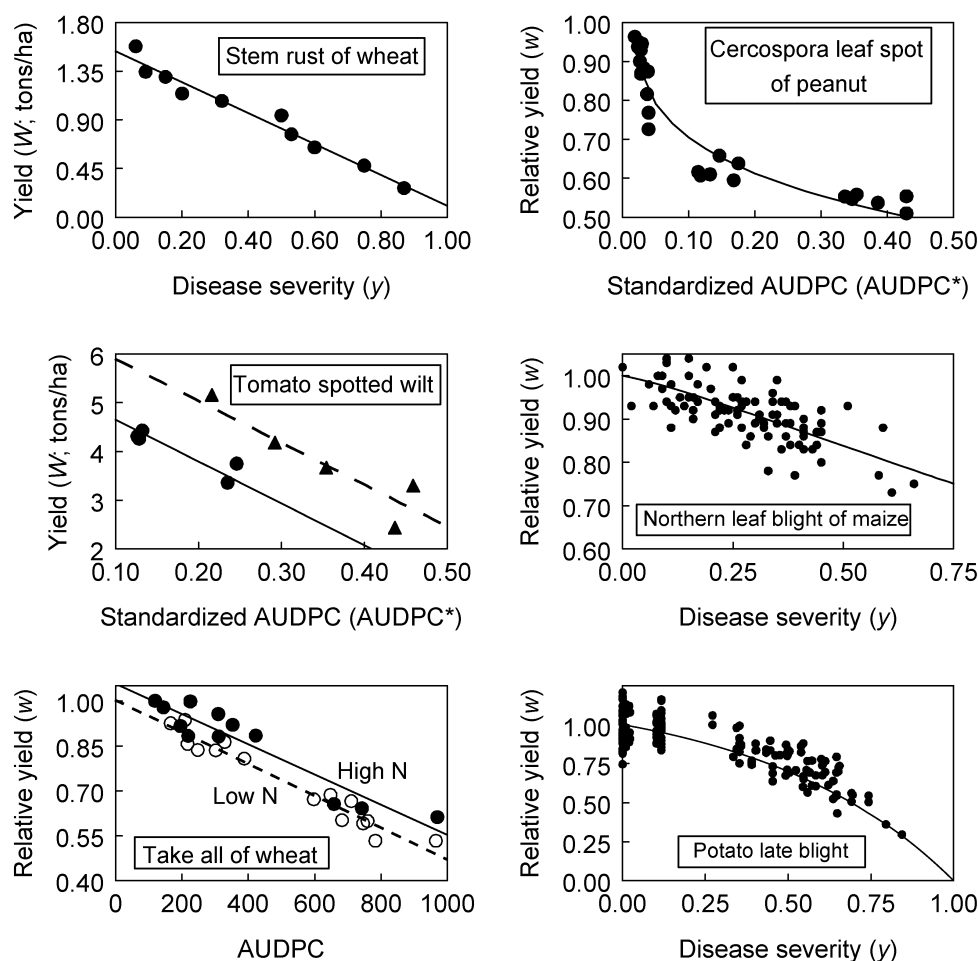 1.80
1.35
0.90
0.45
0.00
Yield (W; tons/ha)
Stem rust of wheat
0.00 0.20 0.40 0.60 0.80 1.00
Disease severity (y)
1.00
0.90
0.80
0.70
0.60
0.50
Relative yield (w)
Cercospora leaf spot
of peanut
0.00 0.10 0.20 0.30 0.40 0.50
Standardized AUDPC (AUDPC*)
6
5
4
3
2
Yield (W; tons/ha)
Tomato spotted wilt
0.10 0.20 0.30 0.40 0.50
Standardized AUDPC (AUDPC*)
1.00
0.90
0.80
0.70
0.60
Relative yield (w)
Northern leaf blight of maize
0.00 0.25 0.50 0.75
Disease severity (y)
1.00
0.85
0.70
0.55
0.40
Relative yield (w)
High N
Low N
Take all of wheat
0 200 400 600 800 1000
AUDPC
1.00
0.75
0.50
0.25
0.00
Relative yield (w)
Potato late blight
0.00 0.25 0.50 0.75 1.00
Disease severity (y)